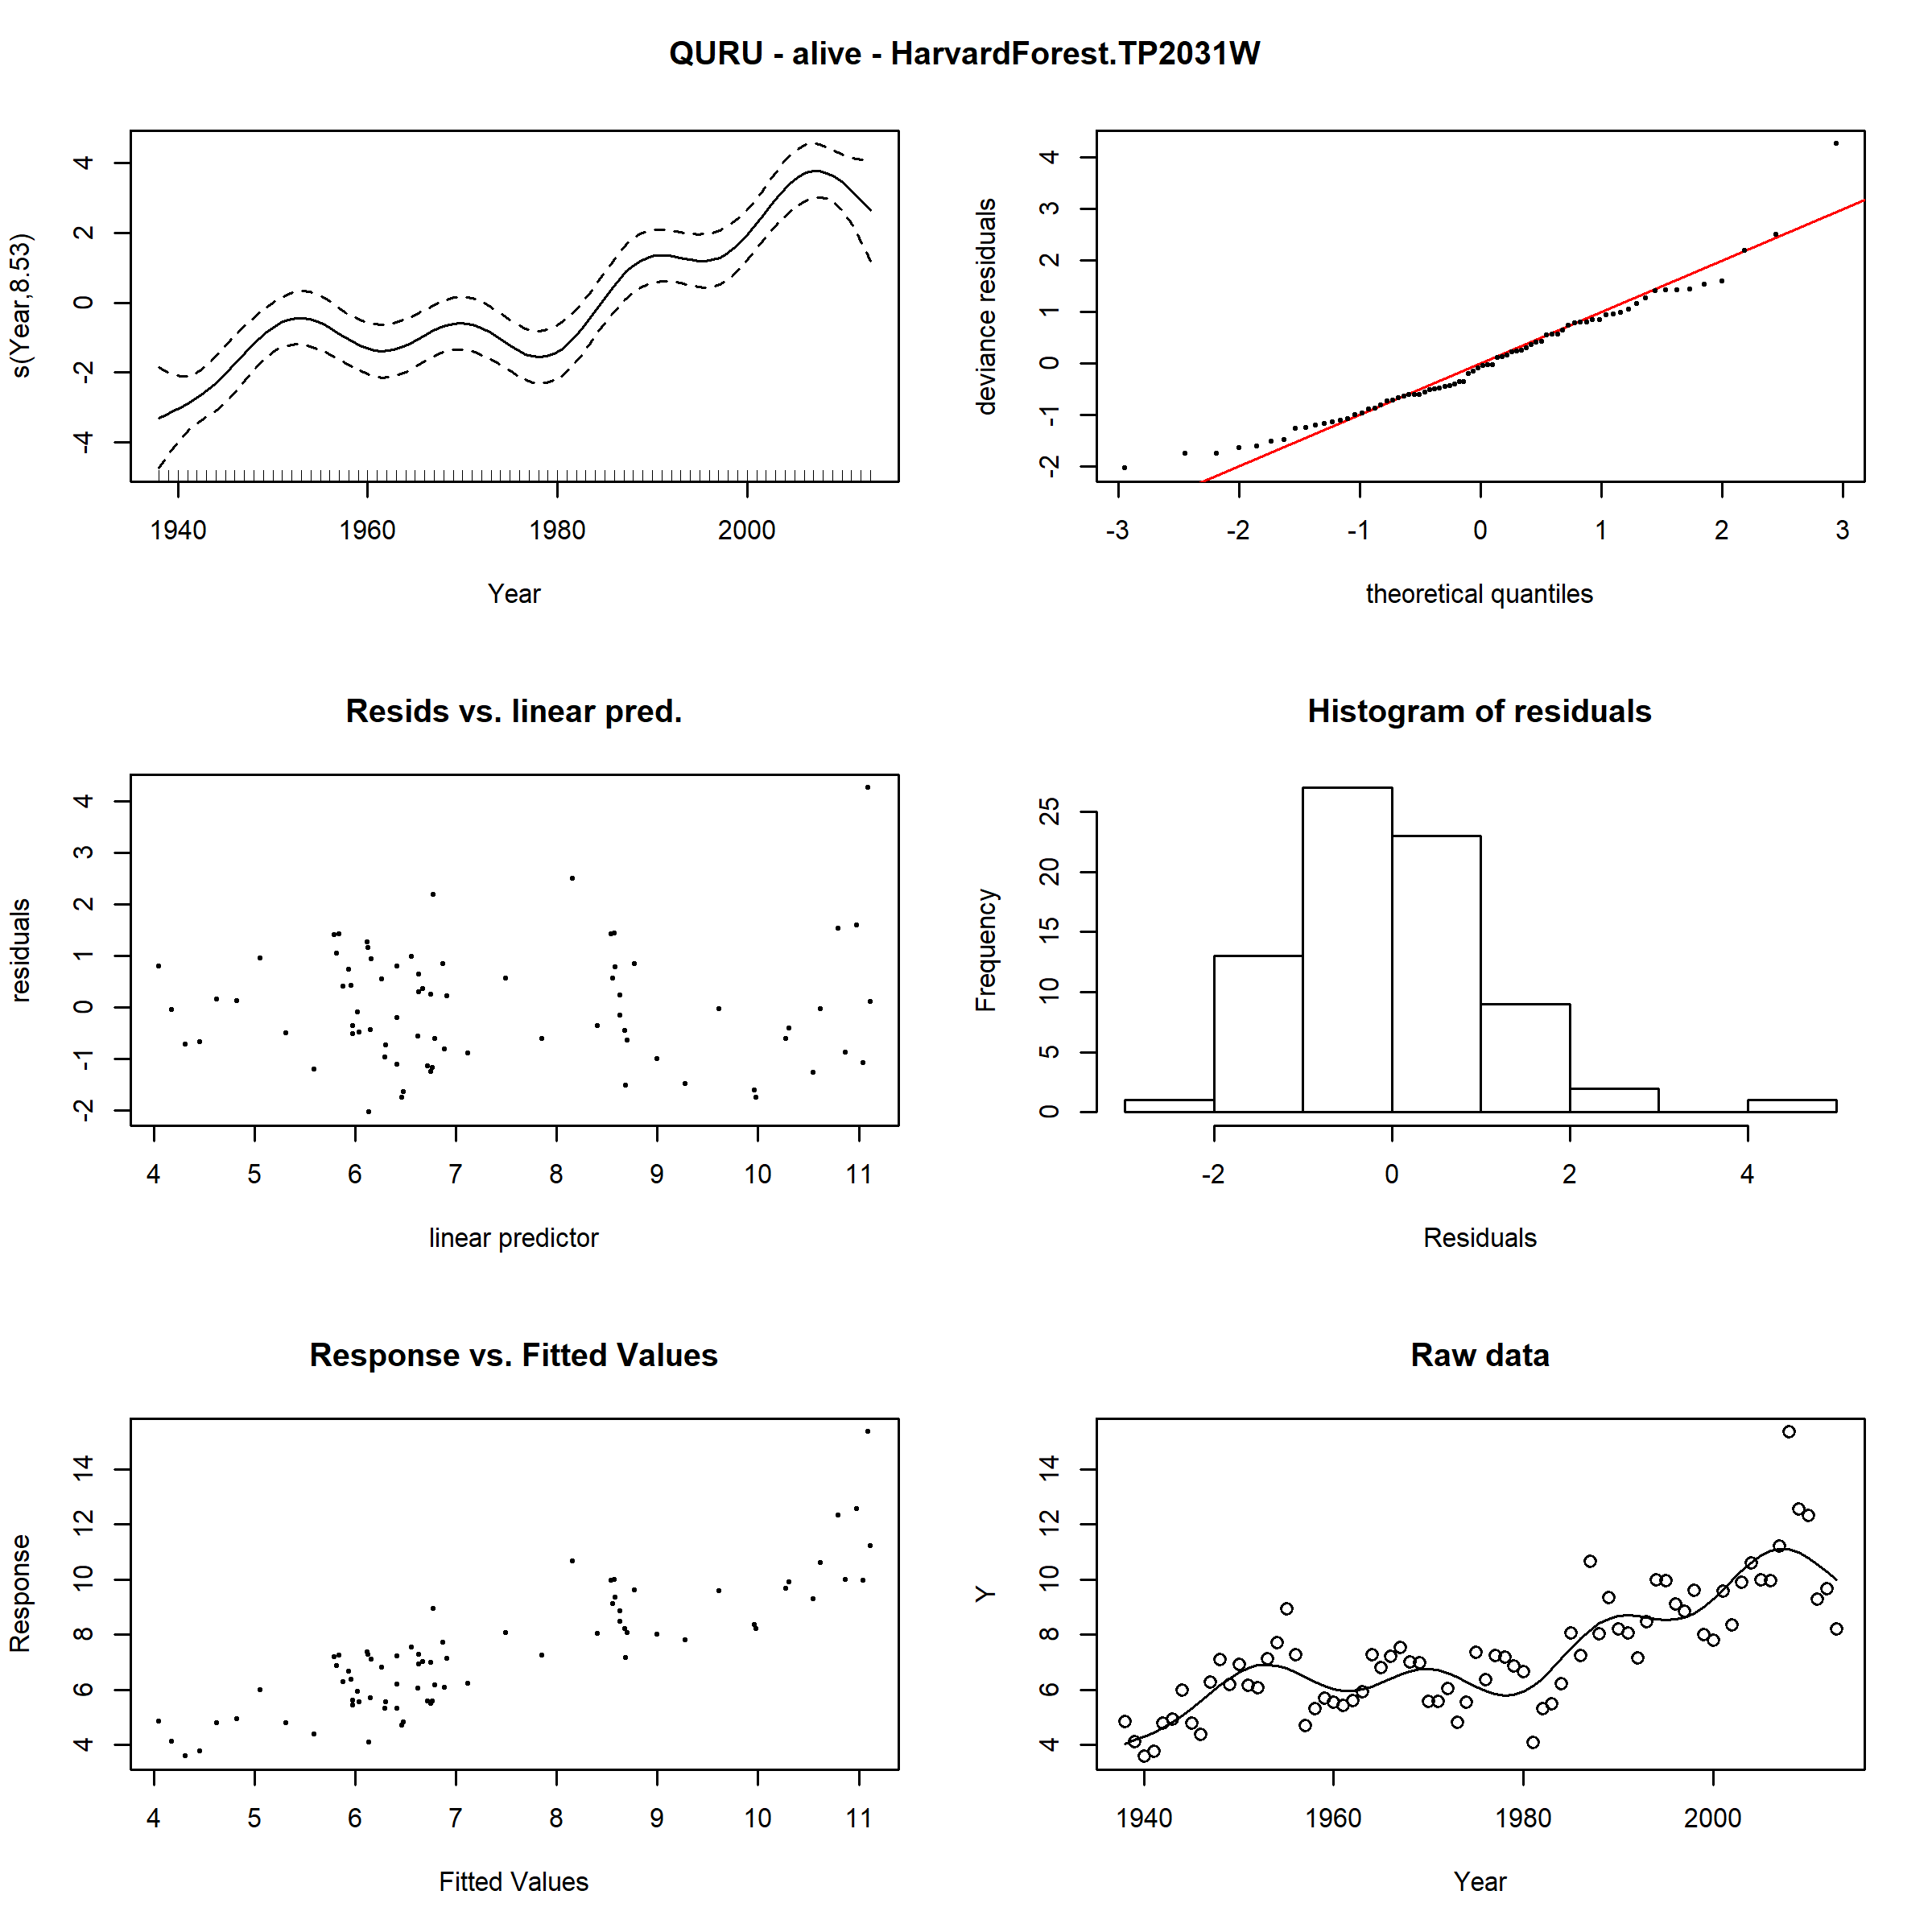 QURU - alive - HarvardForest.TP2031W
s(Year,8.53)
4
2
0
-2
-4
1940 1960 1980 2000
Year
deviance residuals
4
3
2
1
0
-1
-2
-3 -2 -1 0 1 2 3
theoretical quantiles
Resids vs. linear pred.
residuals
4
3
2
1
0
-1
-2
4 5 6 7 8 9 10 11
linear predictor
Histogram of residuals
Frequency
25
20
15
10
5
0
-2 0 2 4
Residuals
Response vs. Fitted Values
Response
14
12
10
8
6
4
4 5 6 7 8 9 10 11
Fitted Values
Raw data
Y
14
12
10
8
6
4
1940 1960 1980 2000
Year